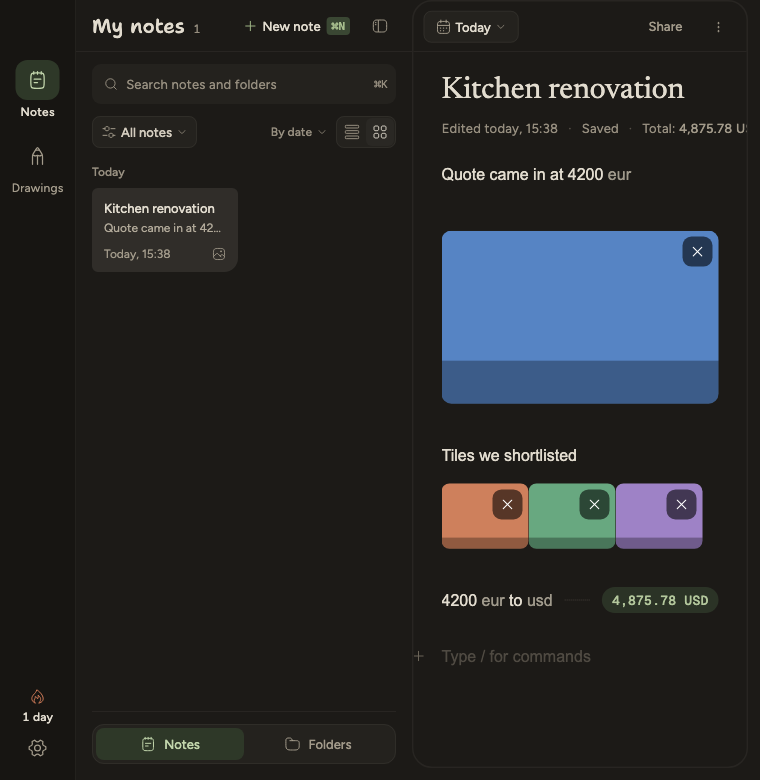 My notes 1
New note ⌘N
Today
Share
Notes
Drawings
Search notes and folders ⌘K
All notes
By date
Today
Kitchen renovation
Quote came in at 42...
Today, 15:38
1 day
Notes
Folders
Kitchen renovation
Edited today, 15:38 · Saved · Total: 4,875.78 U
Quote came in at 4200 eur
Tiles we shortlisted
4200 eur to usd 4,875.78 USD
Type / for commands